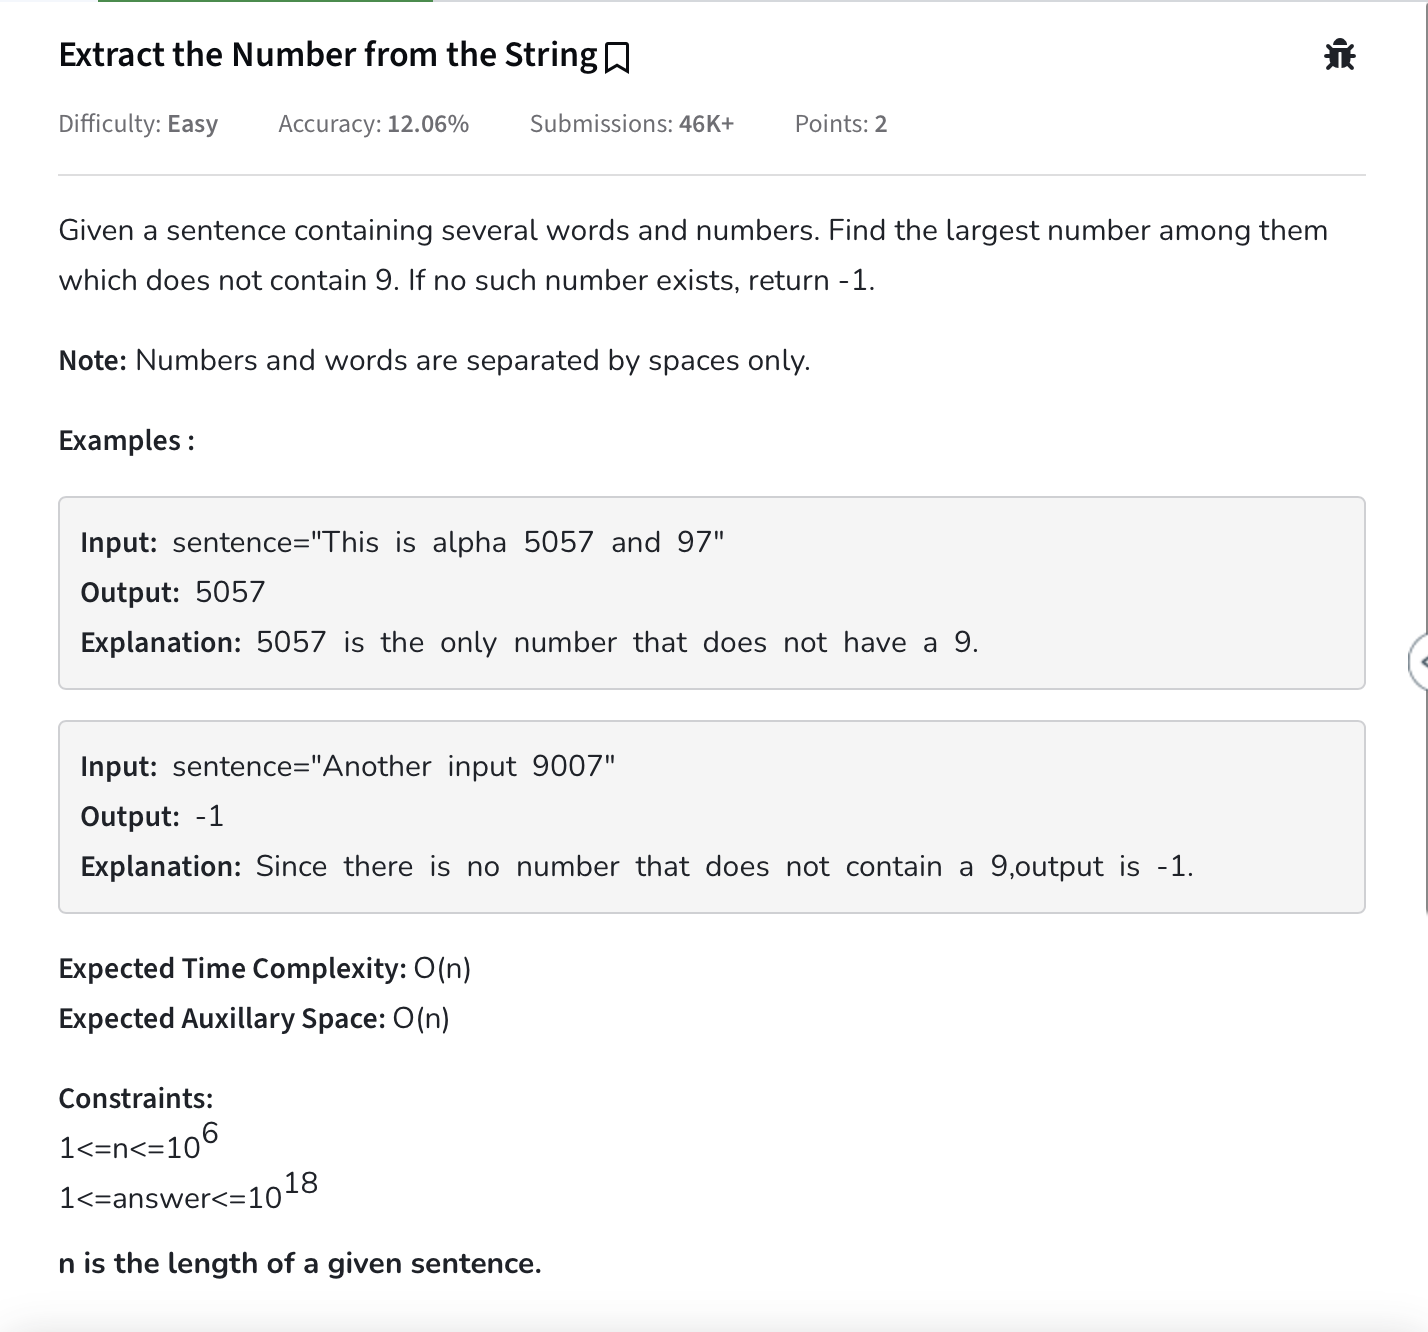 Extract the Number from the String
Difficulty: Easy Accuracy: 12.06% Submissions: 46K+ Points: 2
Given a sentence containing several words and numbers. Find the largest number among them
which does not contain 9. If no such number exists, return -1.
Note: Numbers and words are separated by spaces only.
Examples :
Input: sentence="This is alpha 5057 and 97"
Output: 5057
Explanation: 5057 is the only number that does not have a 9.
Input: sentence="Another input 9007"
Output: -1
Explanation: Since there is no number that does not contain a 9,output is -1.
Expected Time Complexity: O(n)
Expected Auxillary Space: O(n)
Constraints:
1<=n<=10^6
1<=answer<=10^18
n is the length of a given sentence.